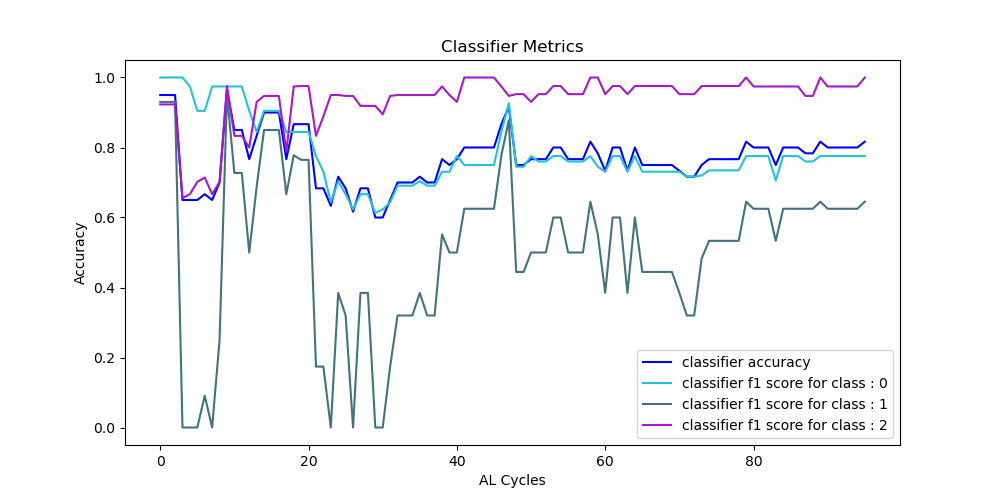 Classifier Metrics
Accuracy
1.0
0.8
0.6
0.4
0.2
0.0
classifier accuracy
classifier f1 score for class : 0
classifier f1 score for class : 1
classifier f1 score for class : 2
0 20 40 60 80
AL Cycles